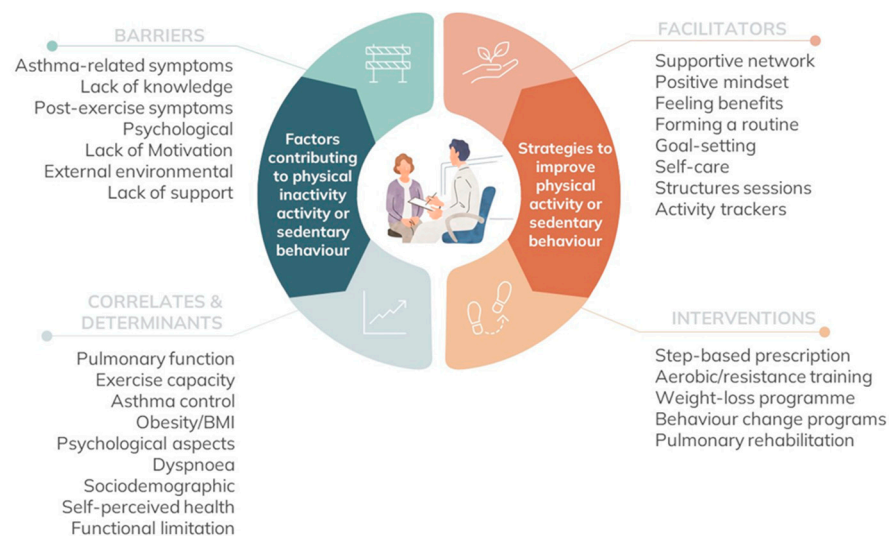 BARRIERS
Asthma-related symptoms
Lack of knowledge
Post-exercise symptoms
Psychological
Lack of Motivation
External environmental
Lack of support
Factors
contributing
to physical
inactivity
activity or
sedentary
behaviour
CORRELATES &
DETERMINANTS
Pulmonary function
Exercise capacity
Asthma control
Obesity/BMI
Psychological aspects
Dyspnoea
Sociodemographic
Self-perceived health
Functional limitation
FACILITATORS
Supportive network
Positive mindset
Feeling benefits
Forming a routine
Goal-setting
Self-care
Structures sessions
Activity trackers
Strategies to
improve
physical
activity or
sedentary
behaviour
INTERVENTIONS
Step-based prescription
Aerobic/resistance training
Weight-loss programme
Behaviour change programs
Pulmonary rehabilitation